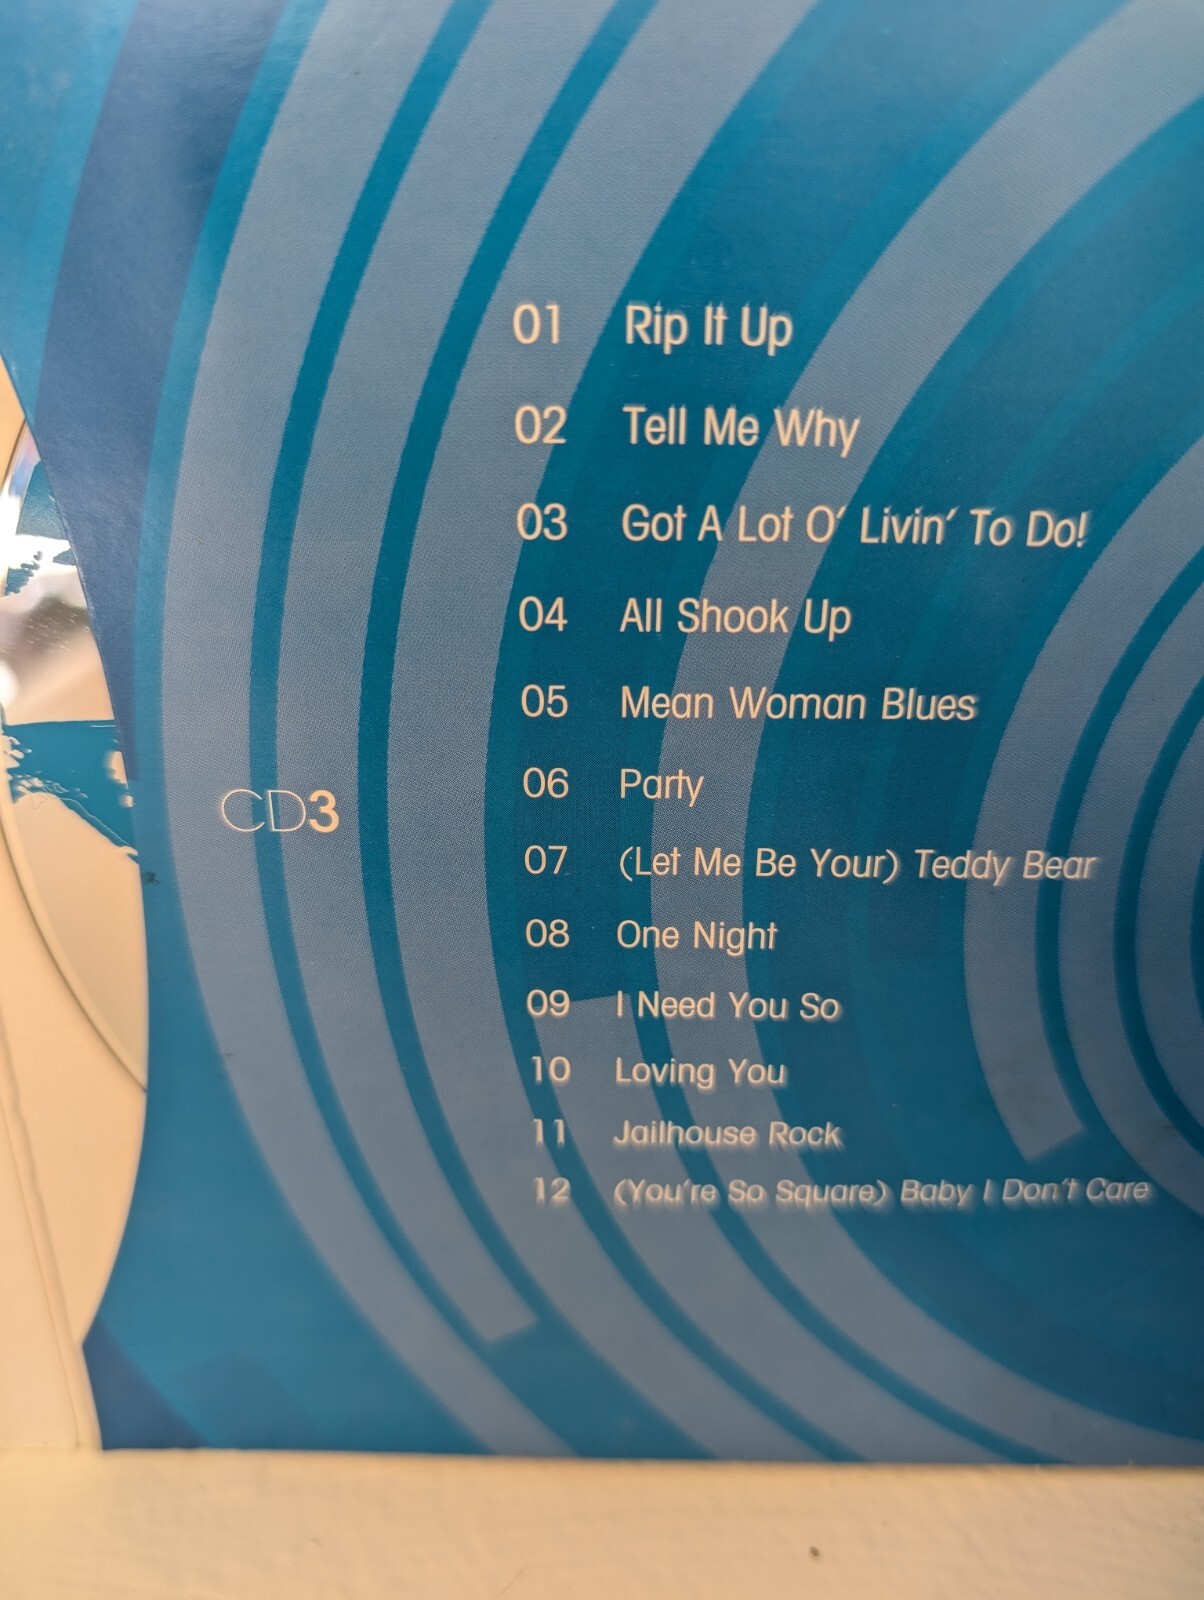 01 Rip It Up
02 Tell Me Why
03 Got A Lot O' Livin' To Do!
04 All Shook Up
05 Mean Woman Blues
06 Party
CD3
07 (Let Me Be Your) Teddy Bear
08 One Night
09 I Need You So
10 Loving You
11 Jailhouse Rock
12 (You're So Square) Baby I Don't Care